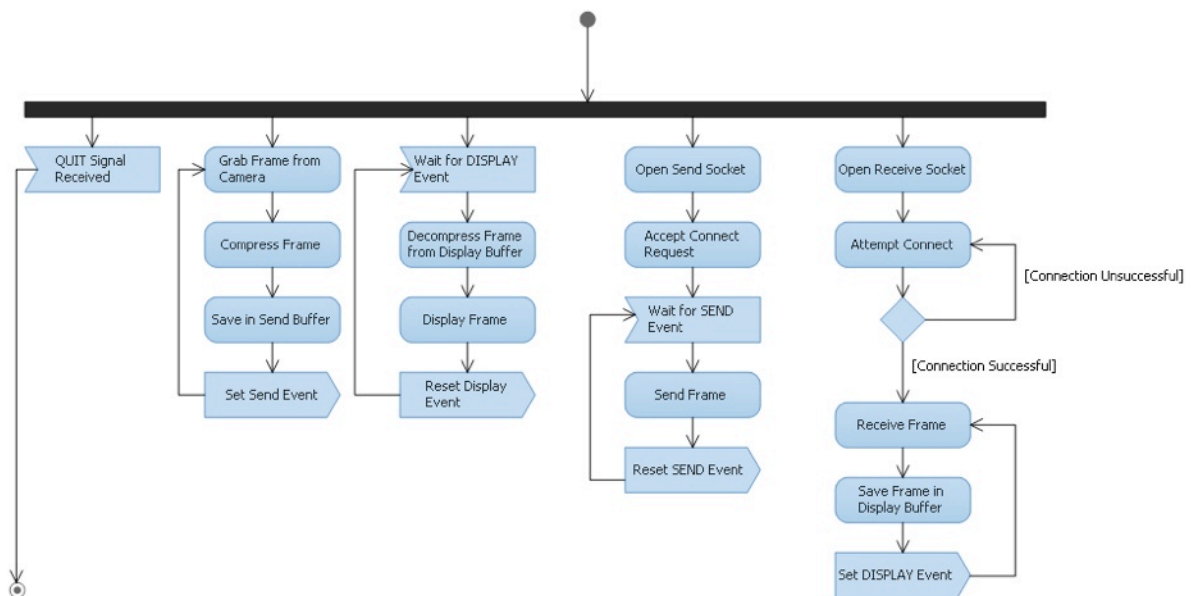 QUIT Signal
Received
Grab Frame from
Camera
Compress Frame
Save in Send Buffer
Set Send Event
Wait for DISPLAY
Event
Decompress Frame
from Display Buffer
Display Frame
Reset Display
Event
Open Send Socket
Accept Connect
Request
Wait for SEND
Event
Send Frame
Reset SEND Event
Open Receive Socket
Attempt Connect
[Connection Unsuccessful]
[Connection Successful]
Receive Frame
Save Frame in
Display Buffer
Set DISPLAY Event